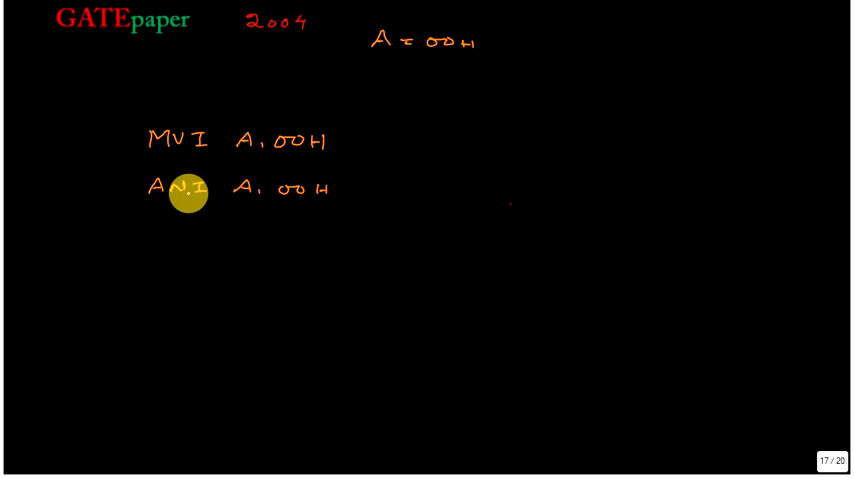 GATEpaper 2004
A = 00H
MVI A, 00H
ANI A, 00H
17 / 20